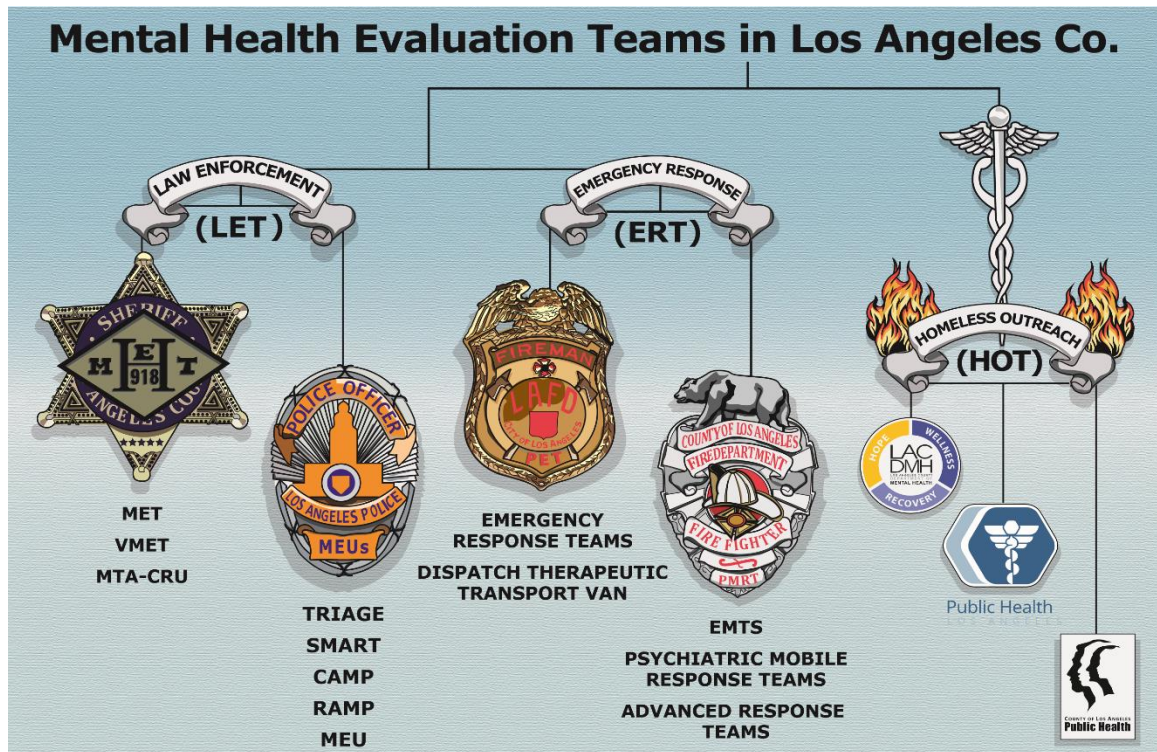 Mental Health Evaluation Teams in Los Angeles Co.
LAW ENFORCEMENT
(LET)
EMERGENCY RESPONSE
(ERT)
HOMELESS OUTREACH
(HOT)
SHERIFF
M E T
H
918
ANGELES COU
MET
VMET
MTA-CRU
POLICE OFFICER
LOS ANGELES POLICE
MEUs
TRIAGE
SMART
CAMP
RAMP
MEU
FIREMAN
LAFD
CITY OF LOS ANGELES
PET
EMERGENCY
RESPONSE TEAMS
DISPATCH THERAPEUTIC
TRANSPORT VAN
COUNTY OF LOS ANGELES
FIREDEPARTMENT
FIRE FIGHTER
PMRT
EMTS
PSYCHIATRIC MOBILE
RESPONSE TEAMS
ADVANCED RESPONSE
TEAMS
HOPE
WELLNESS
RECOVERY
LAC
DMH
MENTAL HEALTH
Public Health
LOS ANGELES
COUNTY OF LOS ANGELES
Public Health